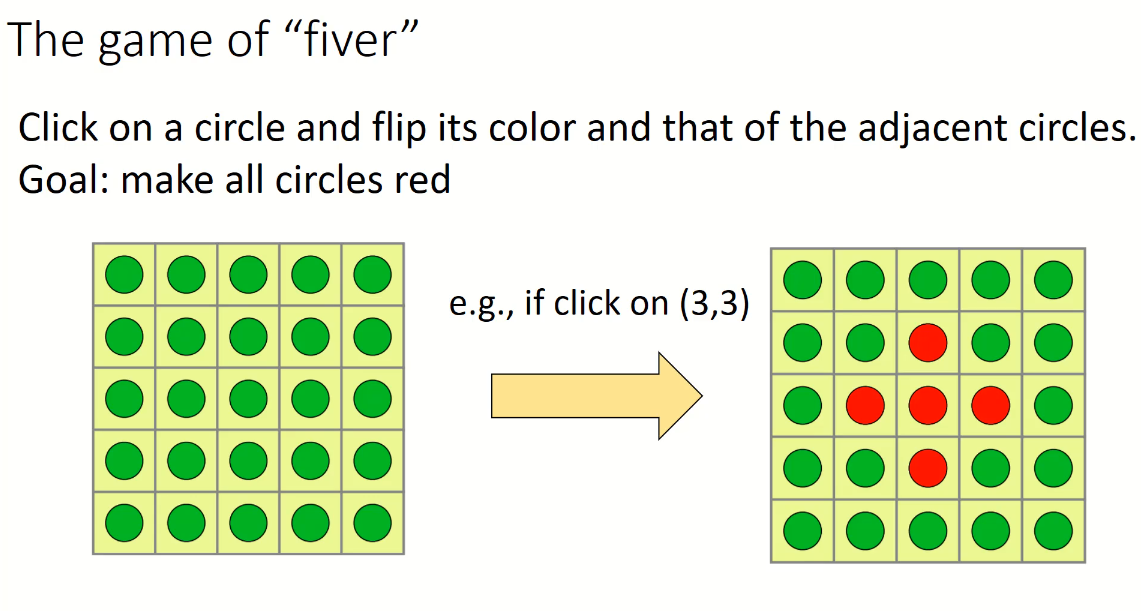 The game of “fiver”
Click on a circle and flip its color and that of the adjacent circles.
Goal: make all circles red
e.g., if click on (3,3)